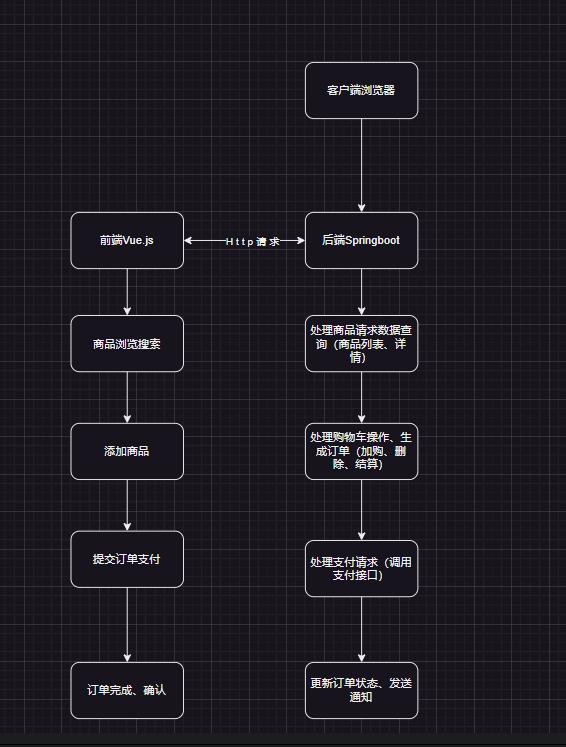 客户端浏览器
前端Vue.js
Http请求
后端Springboot
商品浏览搜索
处理商品请求数据查
询（商品列表、详
情）
添加商品
处理购物车操作、生
成订单（加购、删
除、结算）
提交订单支付
处理支付请求（调用
支付接口）
订单完成、确认
更新订单状态、发送
通知